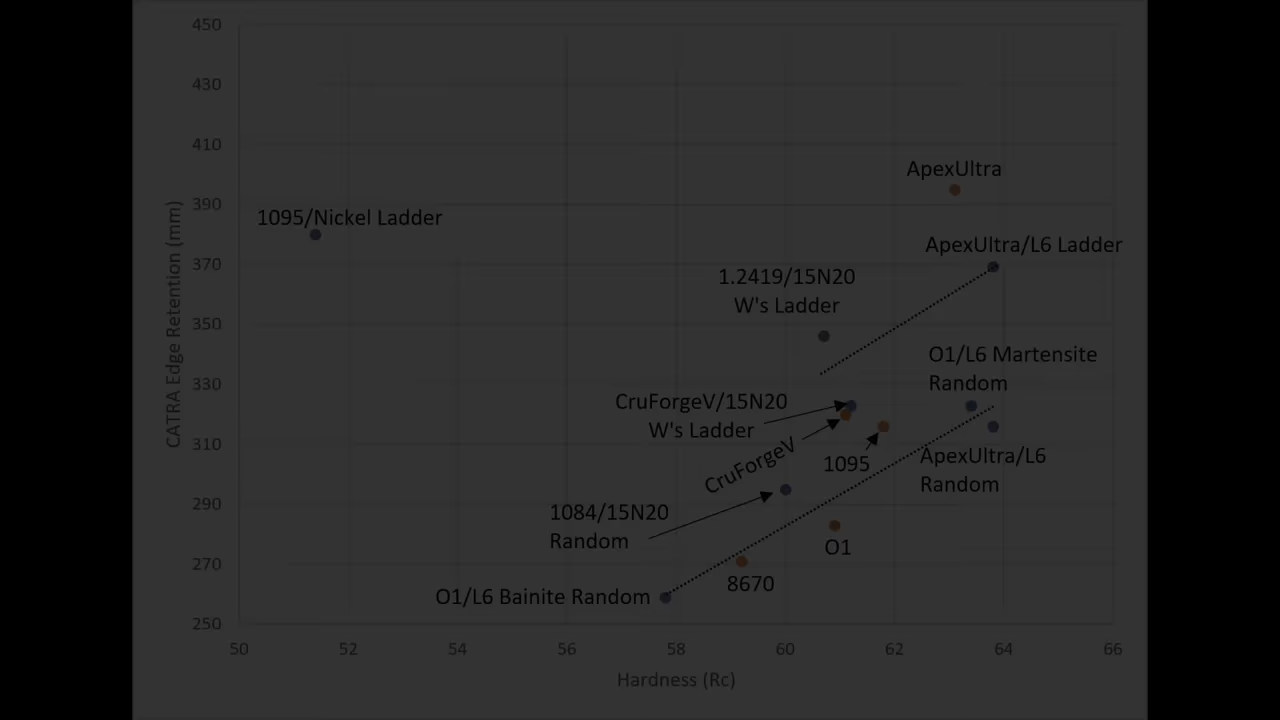 450
430
410
390
370
350
330
310
290
270
250
CATRA Edge Retention (mm)
50
52
54
56
58
60
62
64
66
Hardness (Rc)
ApexUltra
1095/Nickel Ladder
ApexUltra/L6 Ladder
1.2419/15N20
W's Ladder
O1/L6 Martensite
Random
CruForgeV/15N20
W's Ladder
CruForgeV
1095
ApexUltra/L6
Random
1084/15N20
Random
O1
8670
O1/L6 Bainite Random